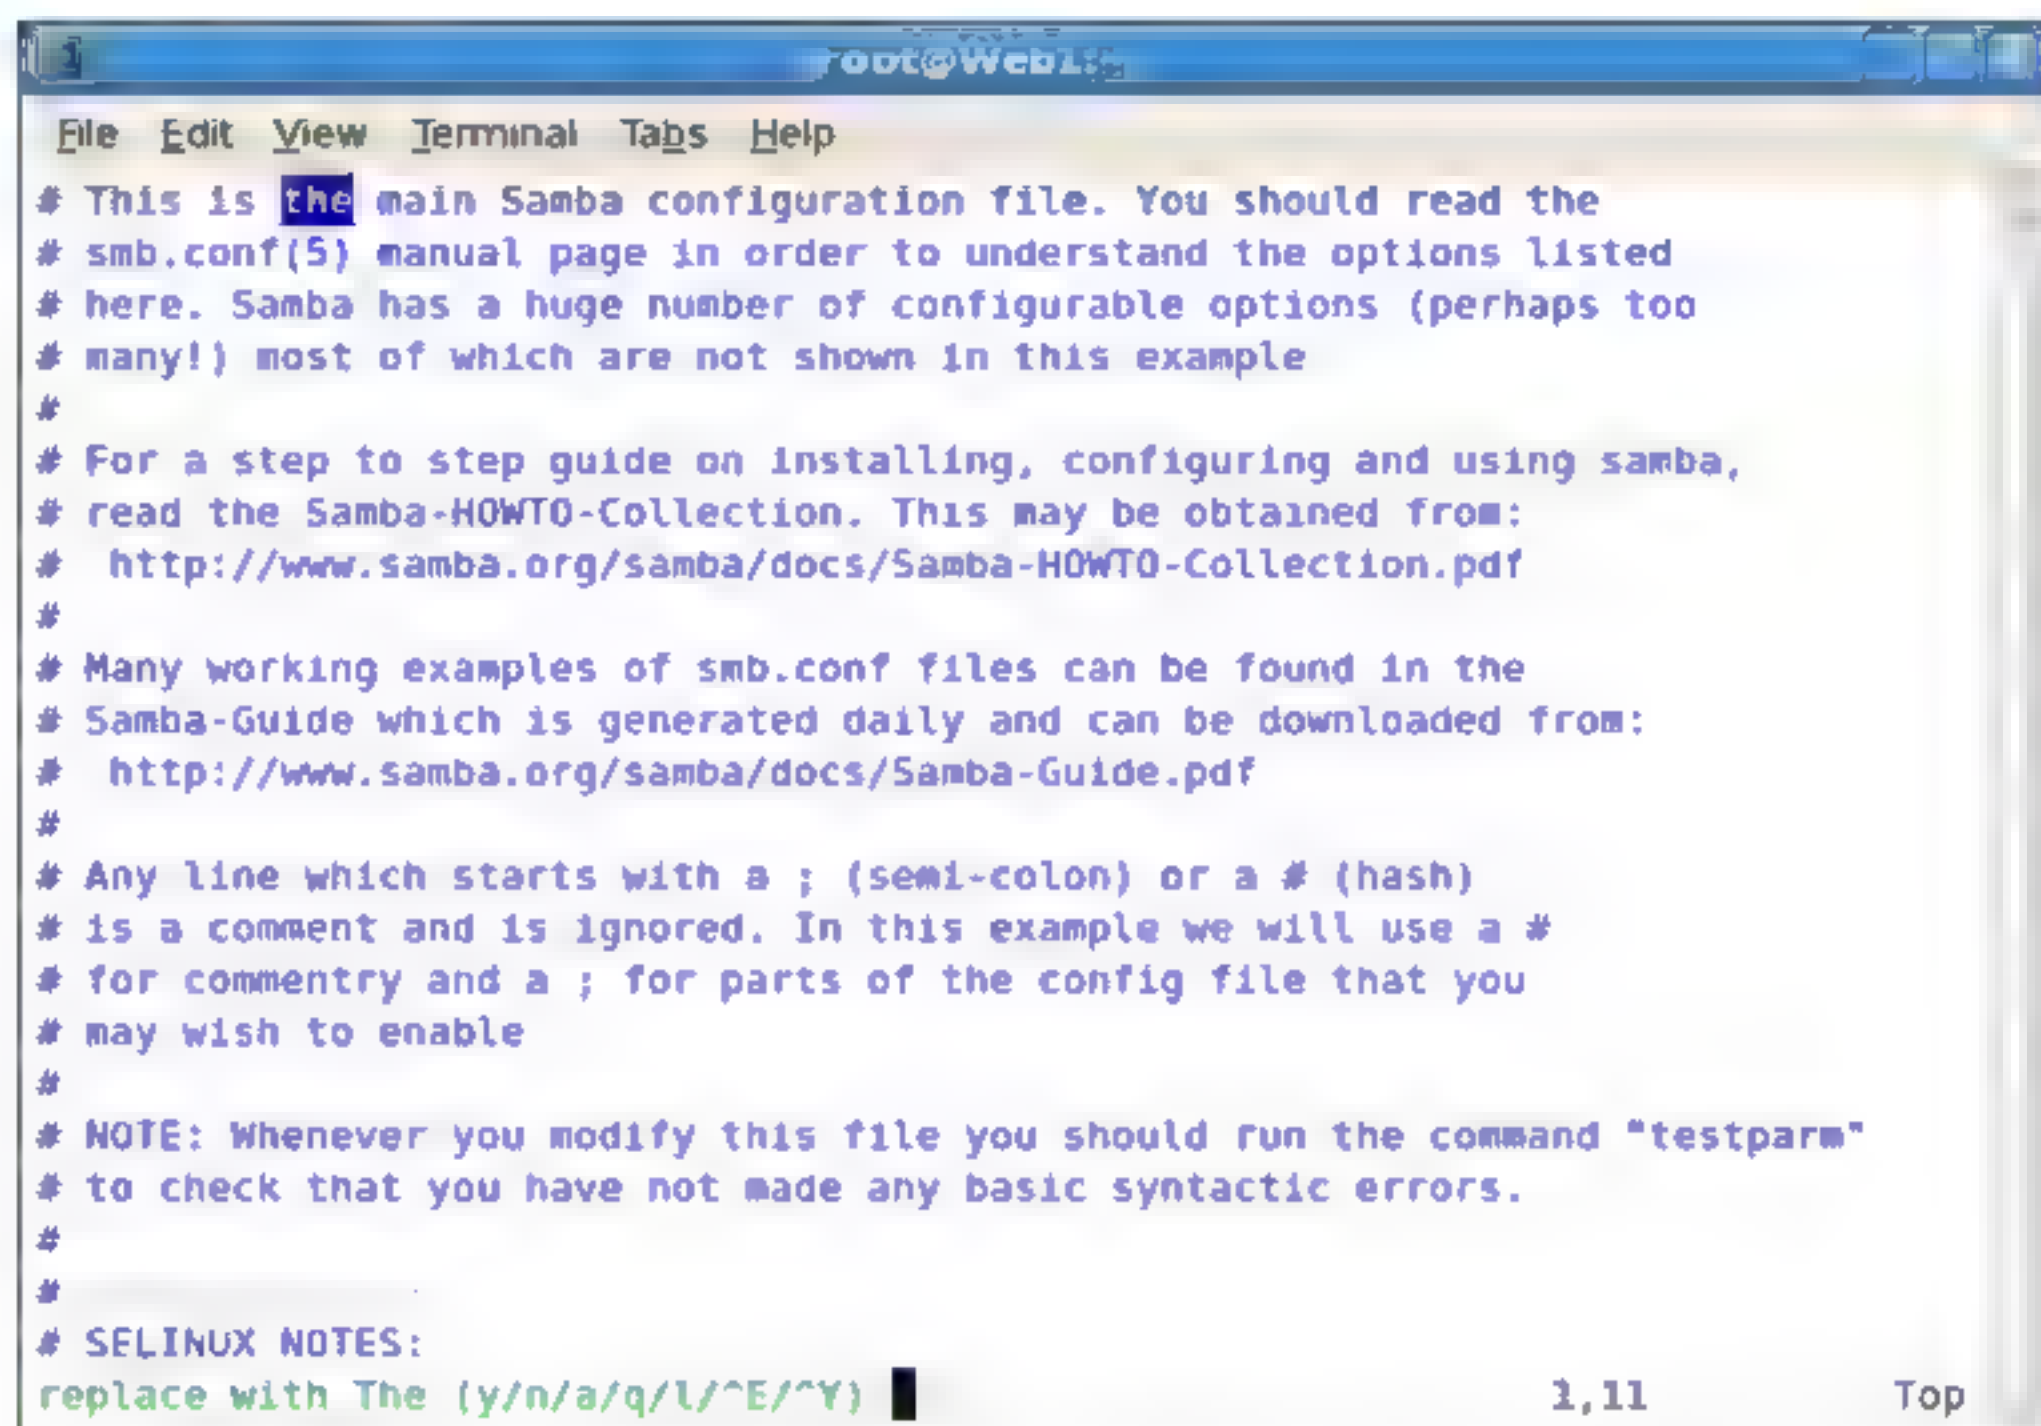 root@Web1:~
File Edit View Terminal Tabs Help
# This is the main Samba configuration file. You should read the
# smb.conf(5) manual page in order to understand the options listed
# here. Samba has a huge number of configurable options (perhaps too
# many!) most of which are not shown in this example
#
# For a step to step guide on installing, configuring and using samba,
# read the Samba-HOWTO-Collection. This may be obtained from:
#  http://www.samba.org/samba/docs/Samba-HOWTO-Collection.pdf
#
# Many working examples of smb.conf files can be found in the
# Samba-Guide which is generated daily and can be downloaded from:
#  http://www.samba.org/samba/docs/Samba-Guide.pdf
#
# Any line which starts with a ; (semi-colon) or a # (hash)
# is a comment and is ignored. In this example we will use a #
# for commentry and a ; for parts of the config file that you
# may wish to enable
#
# NOTE: Whenever you modify this file you should run the command "testparm"
# to check that you have not made any basic syntactic errors.
#
#
# SELINUX NOTES:
replace with The (y/n/a/q/l/^E/^Y) 1,11 Top